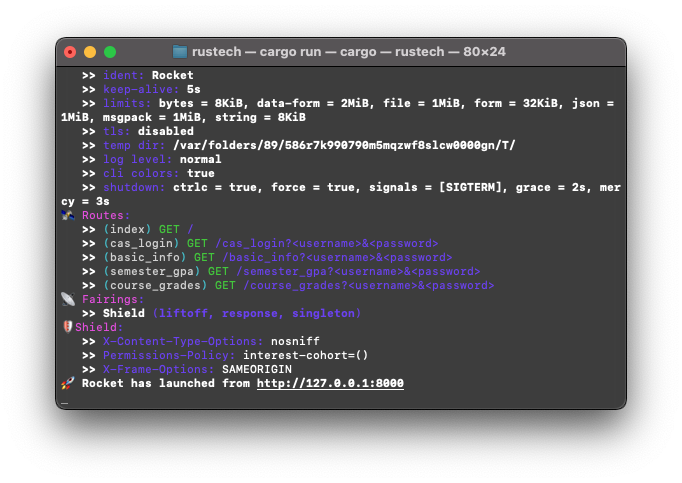 rustech — cargo run — cargo — rustech — 80×24
>> ident: Rocket
>> keep-alive: 5s
>> limits: bytes = 8KiB, data-form = 2MiB, file = 1MiB, form = 32KiB, json =
1MiB, msgpack = 1MiB, string = 8KiB
>> tls: disabled
>> temp dir: /var/folders/89/586r7k990790m5mqzwf8slcw0000gn/T/
>> log level: normal
>> cli colors: true
>> shutdown: ctrlc = true, force = true, signals = [SIGTERM], grace = 2s, mer
cy = 3s
🛰 Routes:
>> (index) GET /
>> (cas_login) GET /cas_login?<username>&<password>
>> (basic_info) GET /basic_info?<username>&<password>
>> (semester_gpa) GET /semester_gpa?<username>&<password>
>> (course_grades) GET /course_grades?<username>&<password>
📡 Fairings:
>> Shield (liftoff, response, singleton)
🛡️Shield:
>> X-Content-Type-Options: nosniff
>> Permissions-Policy: interest-cohort=()
>> X-Frame-Options: SAMEORIGIN
🚀 Rocket has launched from http://127.0.0.1:8000